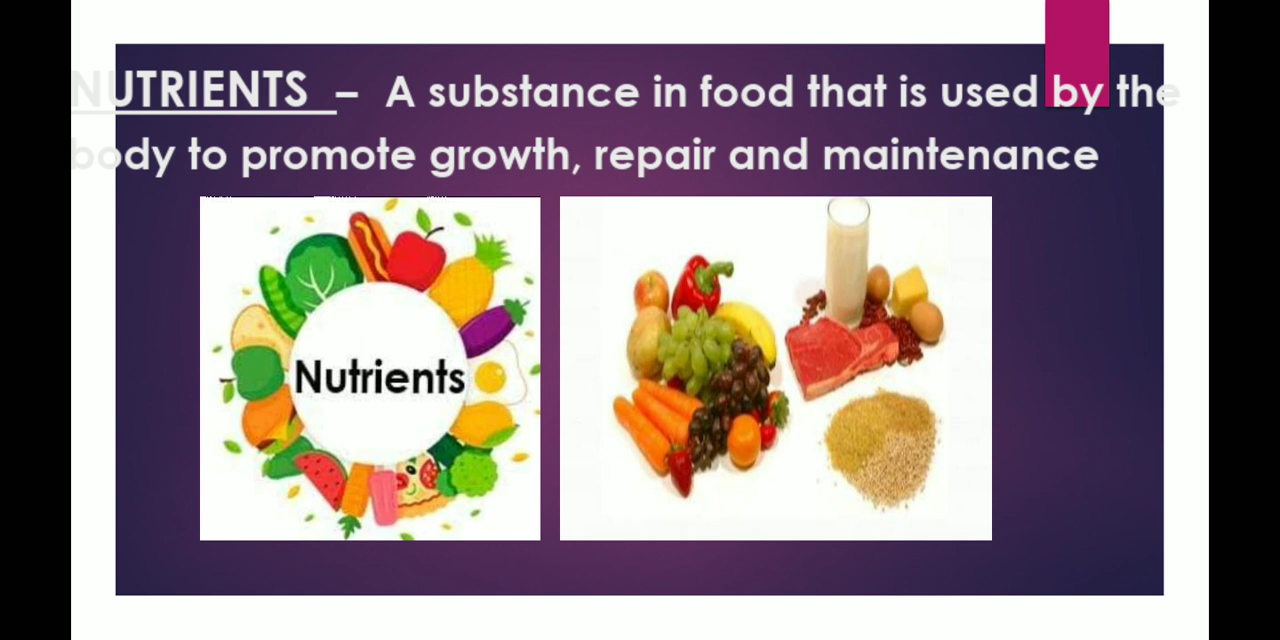 NUTRIENTS – A substance in food that is used by the
body to promote growth, repair and maintenance
Nutrients